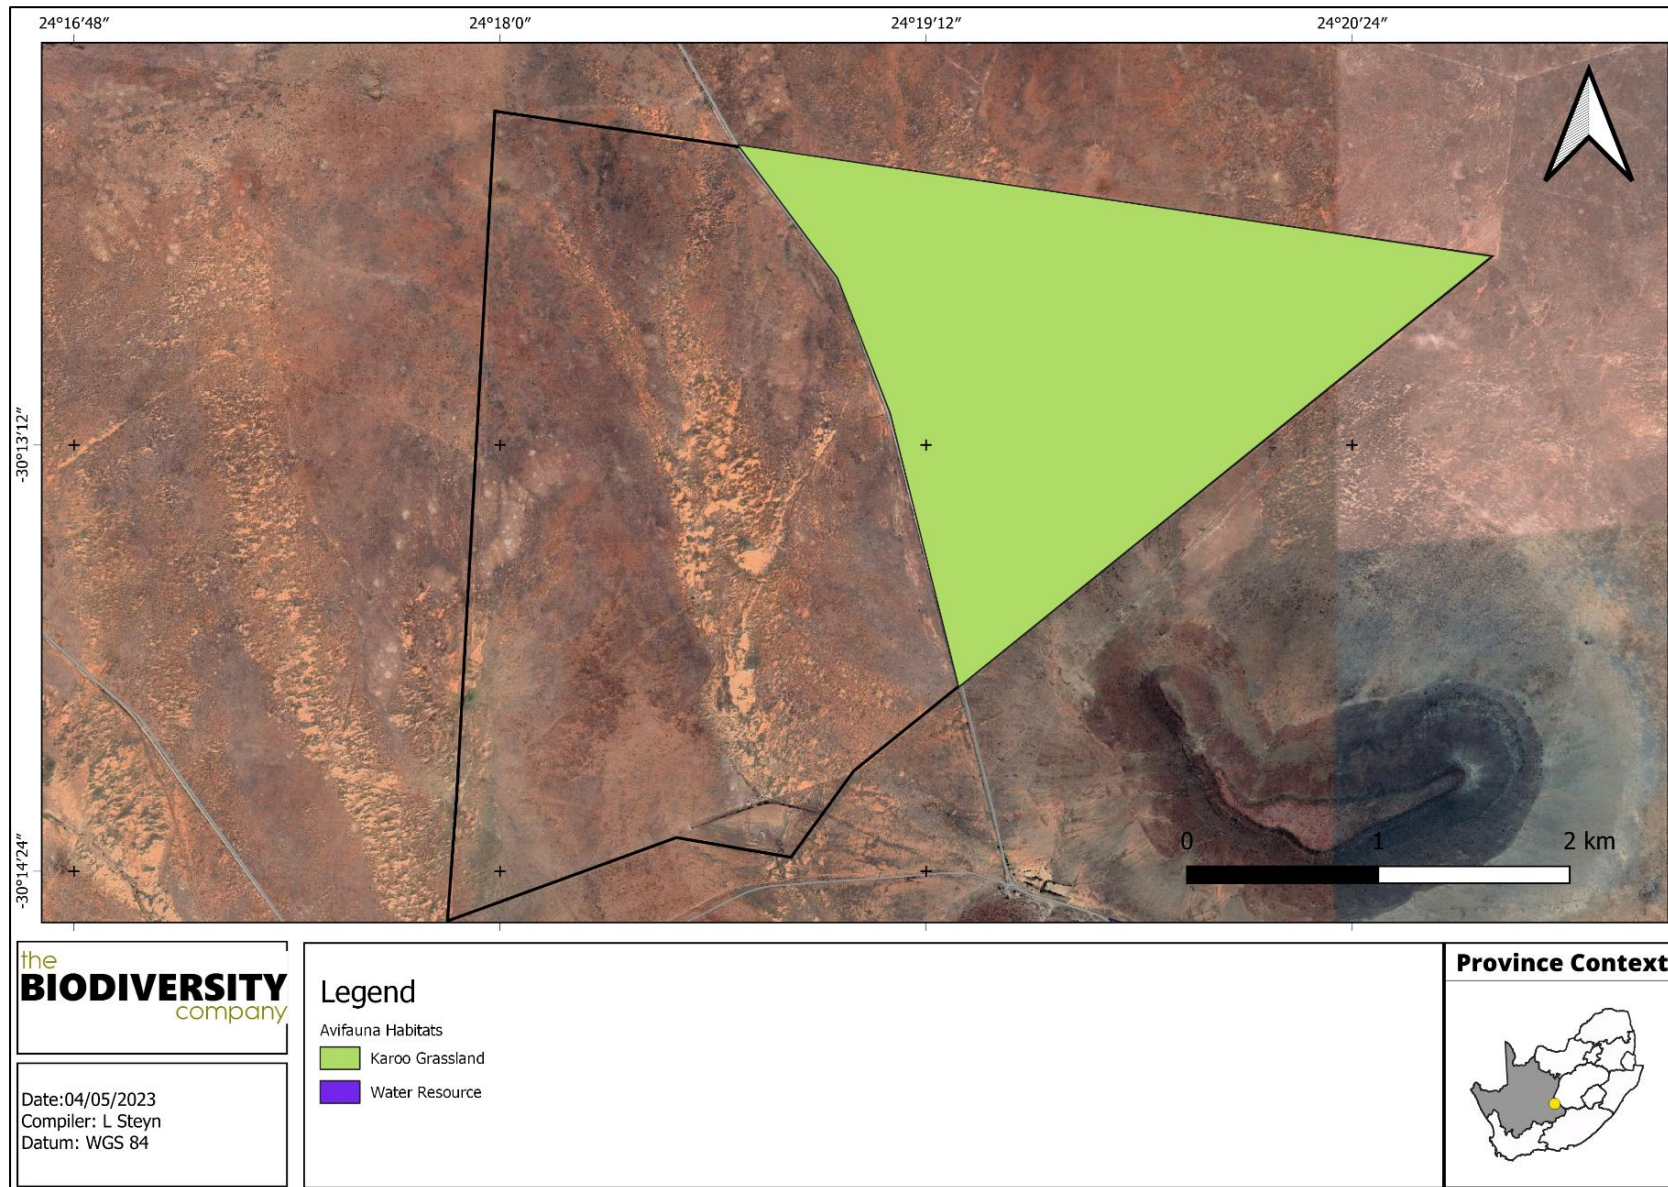 24°16′48″
24°18′0″
24°19′12″
24°20′24″
-30°13′12″
-30°14′24″
0
1
2 km
the
BIODIVERSITY
company
Date:04/05/2023
Compiler: L Steyn
Datum: WGS 84
Legend
Avifauna Habitats
Karoo Grassland
Water Resource
Province Context